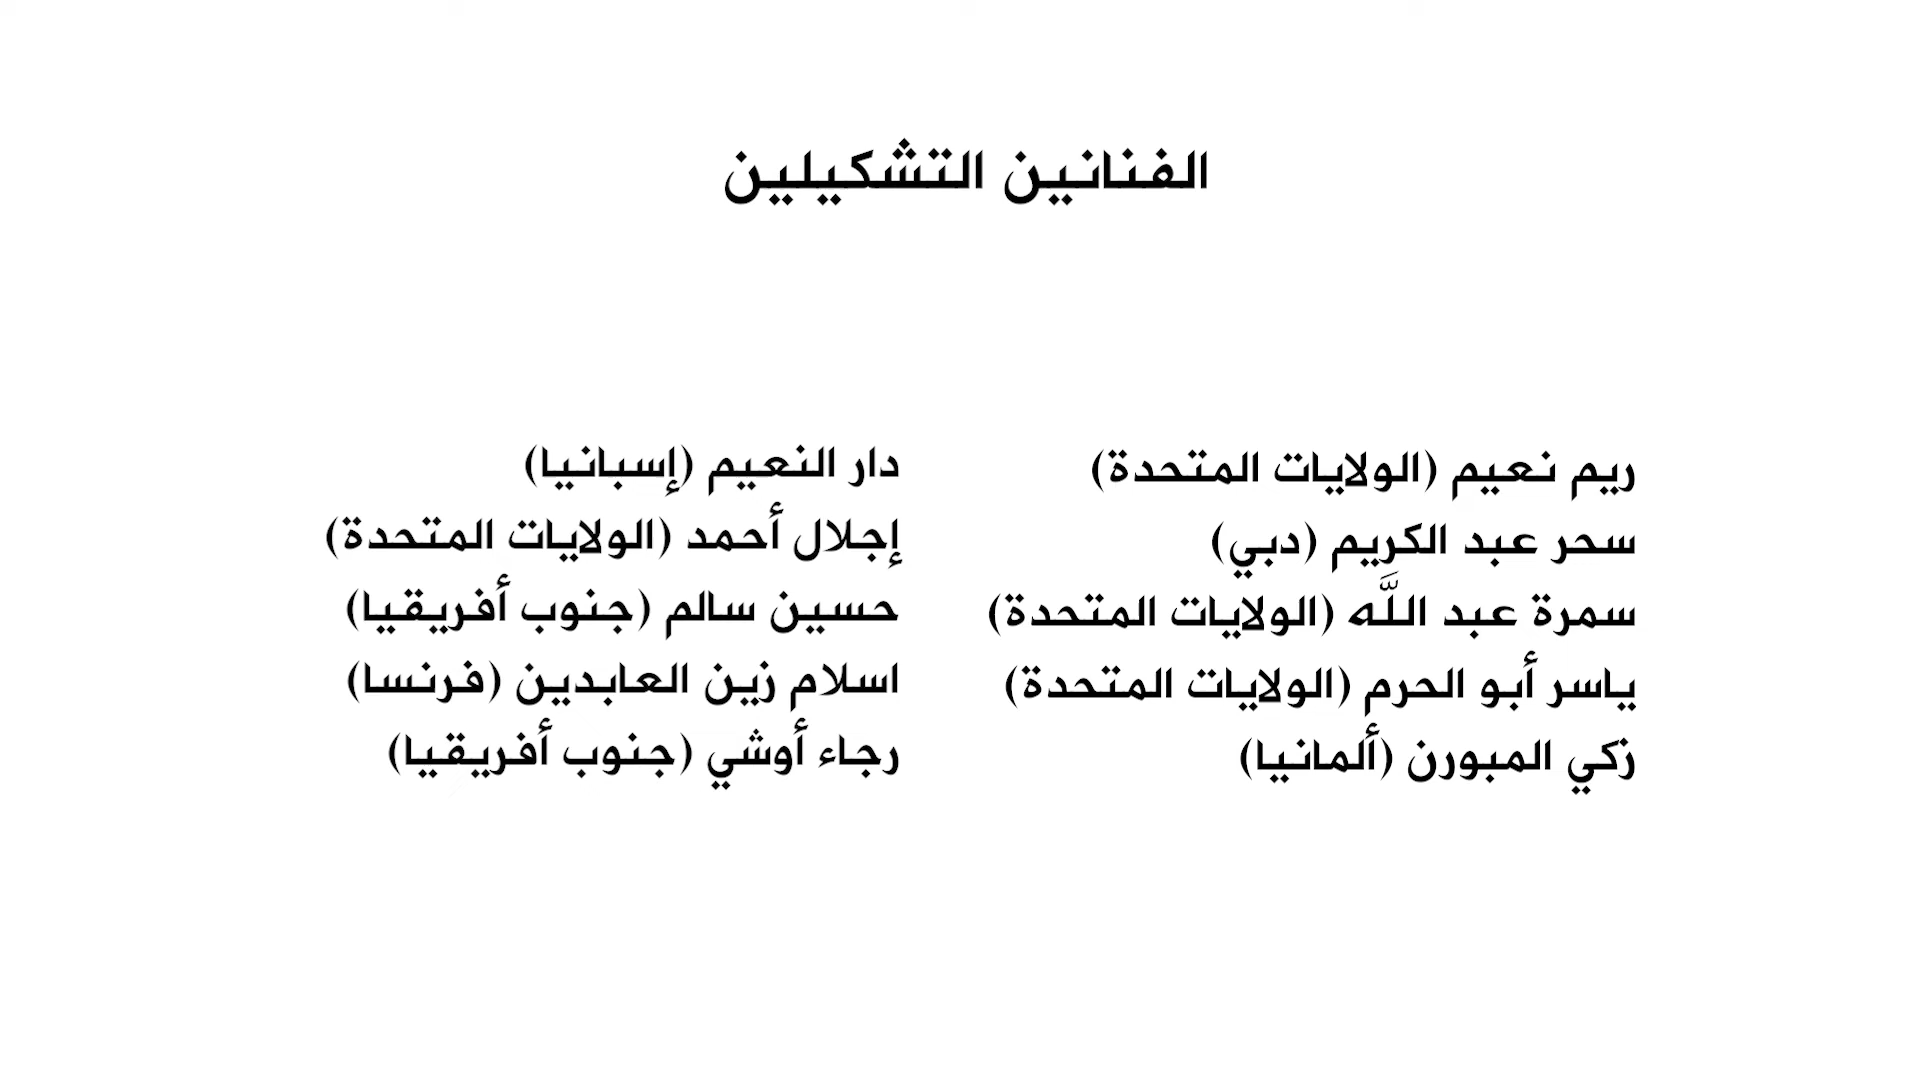 الفنانين التشكيلين
ريم نعيم (الولايات المتحدة)
سحر عبد الكريم (دبي)
سمرة عبد اللَّه (الولايات المتحدة)
ياسر أبو الحرم (الولايات المتحدة)
زكي المبورن (ألمانيا)
دار النعيم (إسبانيا)
إجلال أحمد (الولايات المتحدة)
حسين سالم (جنوب أفريقيا)
اسلام زين العابدين (فرنسا)
رجاء أوشي (جنوب أفريقيا)